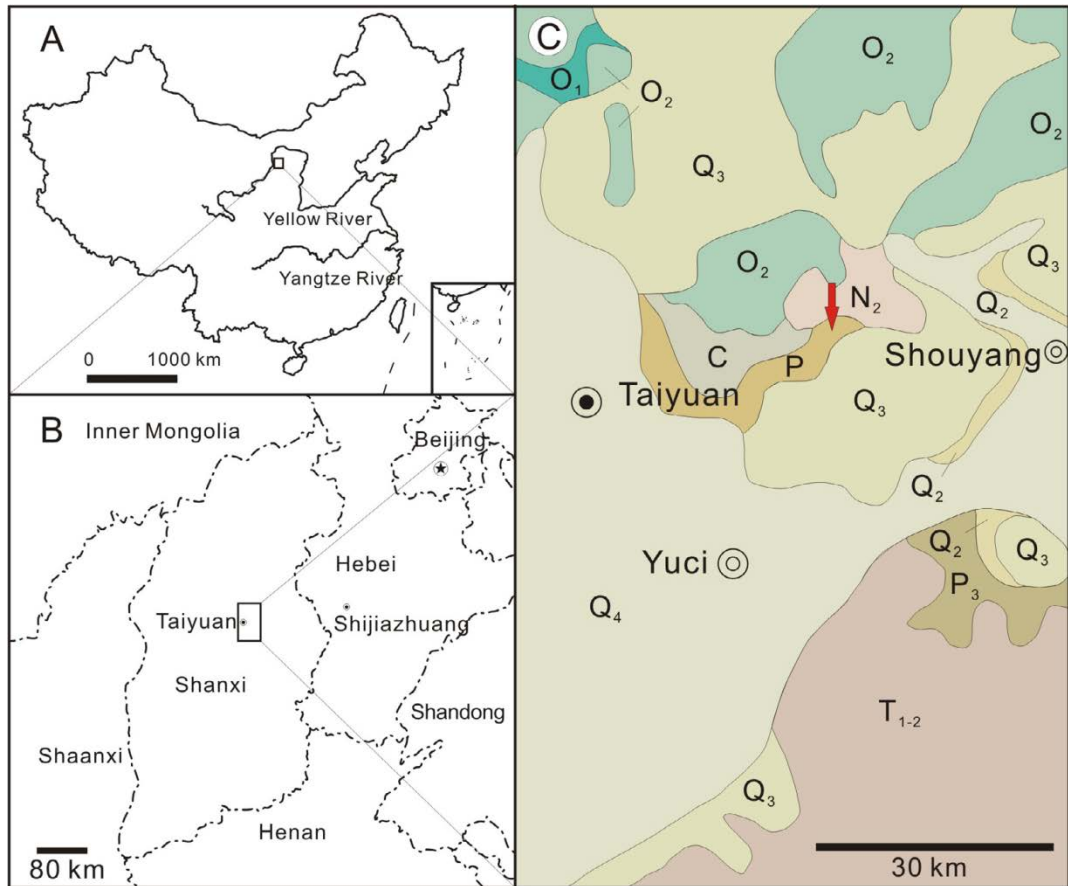 A
Yellow River
Yangtze River
0 1000 km
B
Inner Mongolia
Beijing
Hebei
Taiyuan
Shijiazhuang
Shanxi
Shandong
Shaanxi
Henan
80 km
C
O₂
O₁
O₂
O₂
Q₃
O₂
Q₃
N₂
Q₂
C
P
Shouyang
Taiyuan
Q₃
Q₂
Q₂
Q₃
Yuci
P₃
Q₄
T₁₋₂
Q₃
30 km